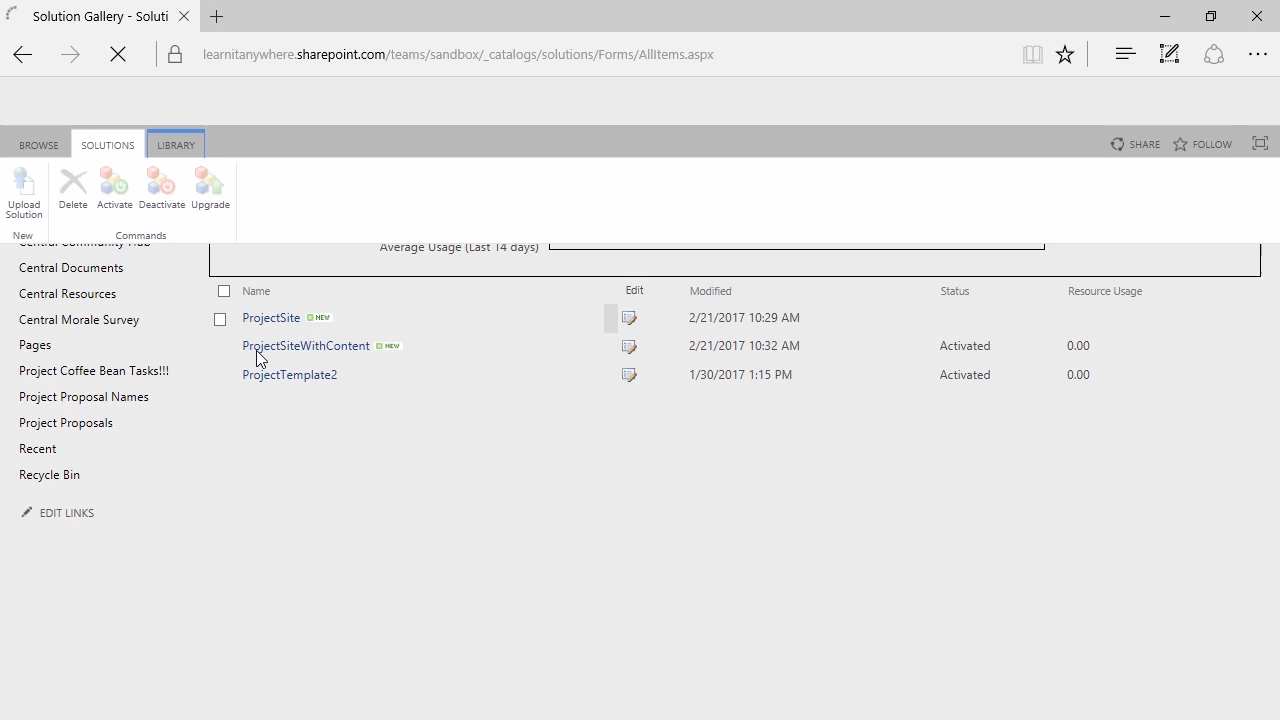 Solution Gallery - Soluti
learnitanywhere.sharepoint.com/teams/sandbox/_catalogs/solutions/Forms/AllItems.aspx
BROWSE SOLUTIONS LIBRARY SHARE FOLLOW
Upload Solution Delete Activate Deactivate Upgrade
New Commands
Central Community Hub
Average Usage (Last 14 days)
Central Documents
Central Resources
Central Morale Survey
Pages
Project Coffee Bean Tasks!!!
Project Proposal Names
Project Proposals
Recent
Recycle Bin
EDIT LINKS
Name Edit Modified Status Resource Usage
ProjectSite NEW 2/21/2017 10:29 AM
ProjectSiteWithContent NEW 2/21/2017 10:32 AM Activated 0.00
ProjectTemplate2 1/30/2017 1:15 PM Activated 0.00